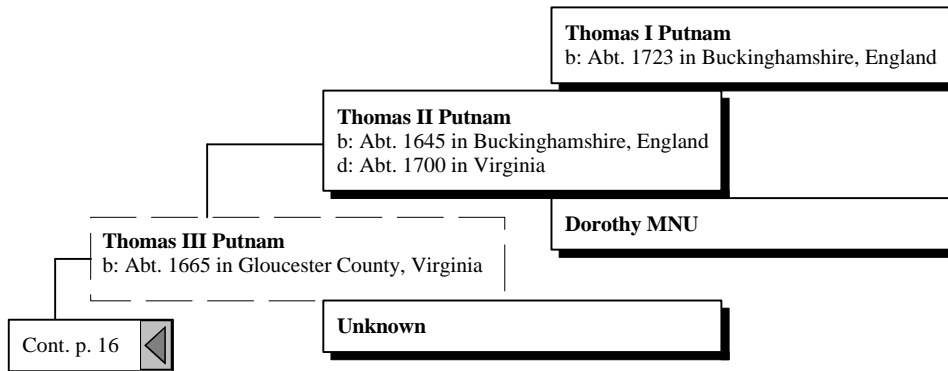 Thomas I Putnam
b: Abt. 1723 in Buckinghamshire, England
Thomas II Putnam
b: Abt. 1645 in Buckinghamshire, England
d: Abt. 1700 in Virginia
Dorothy MNU
Thomas III Putnam
b: Abt. 1665 in Gloucester County, Virginia
Unknown
Cont. p. 16